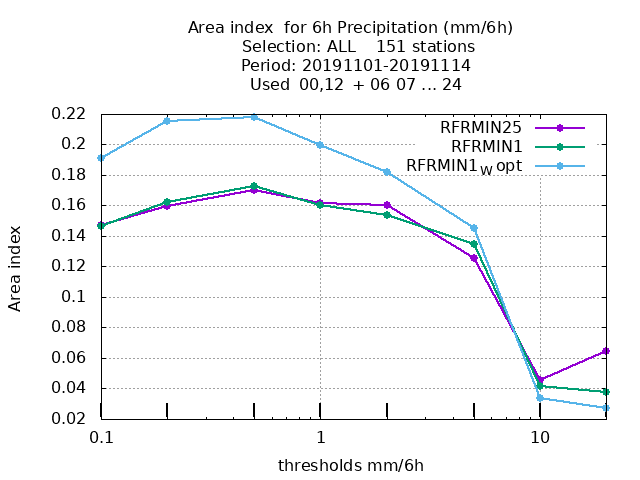 Area index  for 6h Precipitation (mm/6h)
Selection: ALL    151 stations
Period: 20191101-20191114
Used  00,12  + 06 07 ... 24
RFRMIN25
RFRMIN1
RFRMIN1W opt
Area index
0.22
0.2
0.18
0.16
0.14
0.12
0.1
0.08
0.06
0.04
0.02
0.1
1
10
thresholds mm/6h